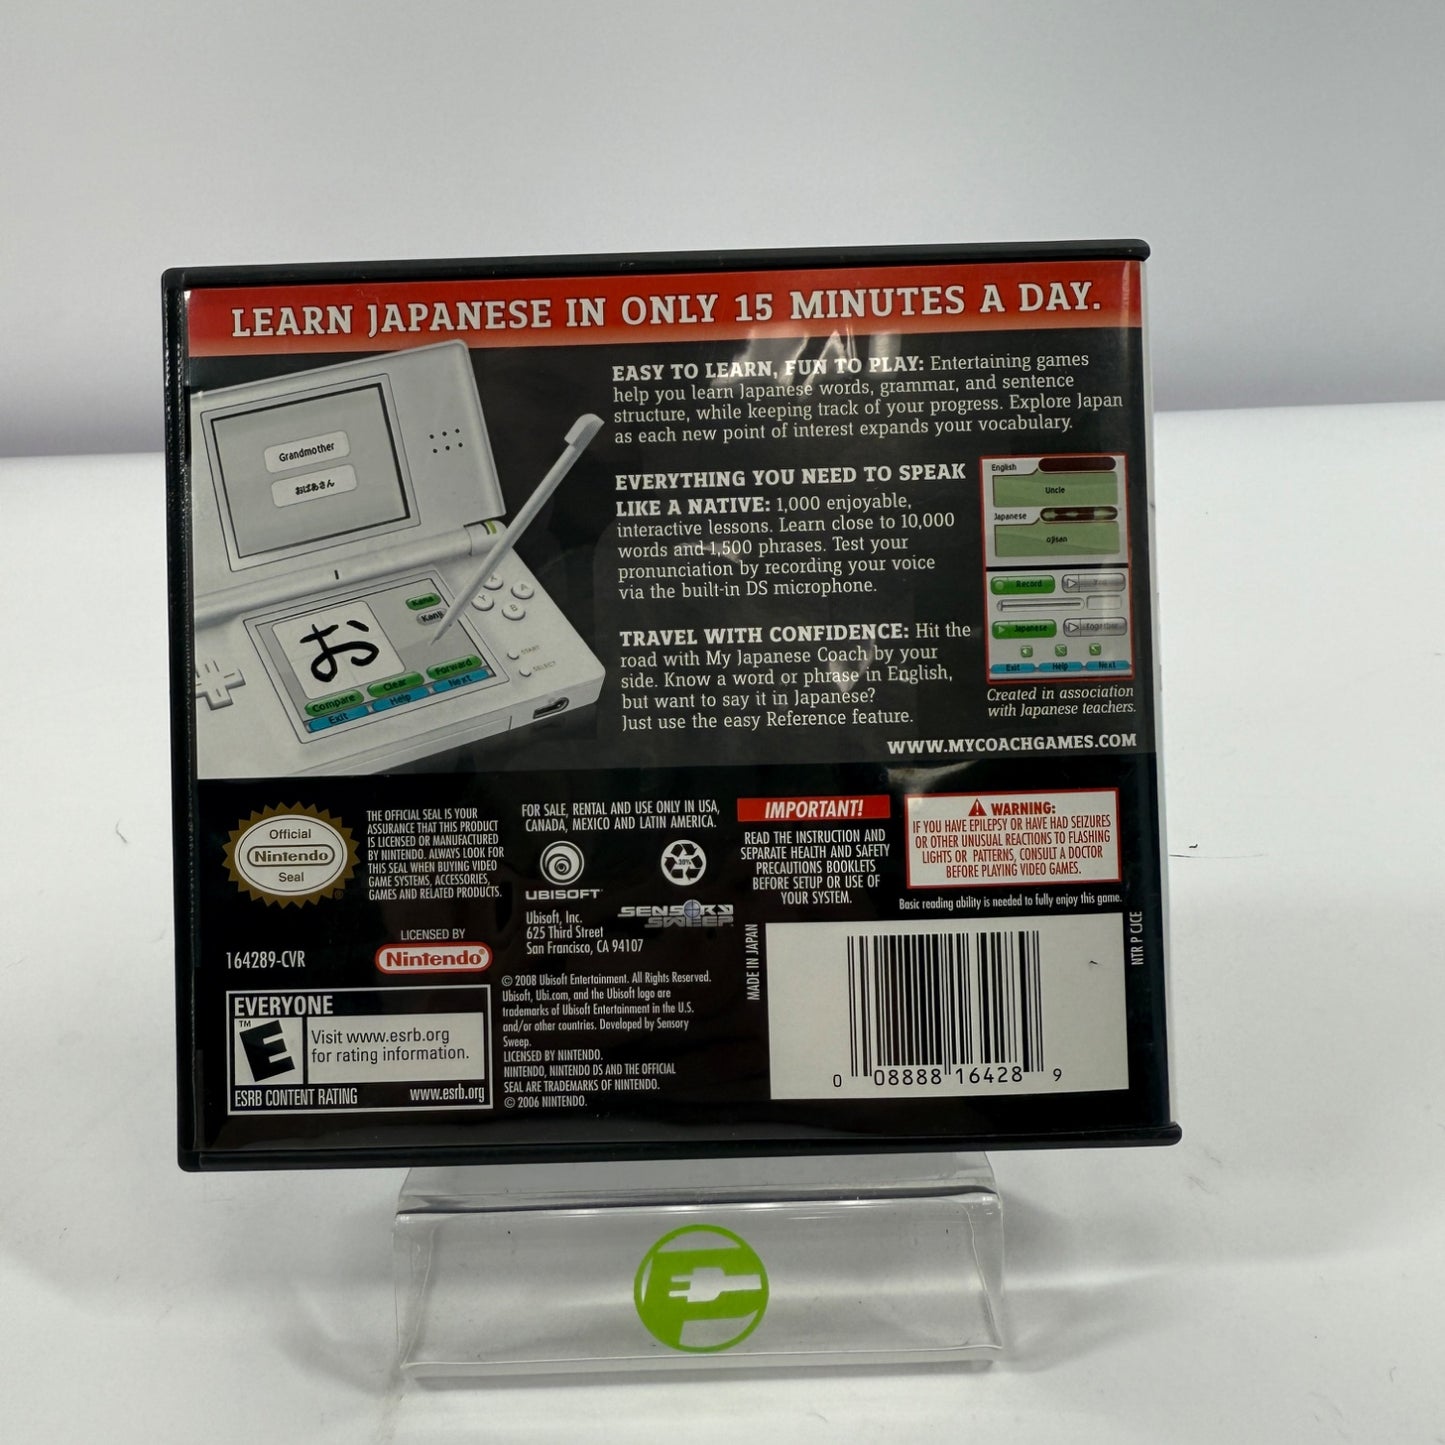 LEARN JAPANESE IN ONLY 15 MINUTES A DAY.
Grandmother
おばあさん
Kana
Kanji
お
Compare
Clear
Forward
Exit
Help
Next
Y
A
B
START
SELECT
EASY TO LEARN, FUN TO PLAY: Entertaining games
help you learn Japanese words, grammar, and sentence
structure, while keeping track of your progress. Explore Japan
as each new point of interest expands your vocabulary.
EVERYTHING YOU NEED TO SPEAK
LIKE A NATIVE: 1,000 enjoyable,
interactive lessons. Learn close to 10,000
words and 1,500 phrases. Test your
pronunciation by recording your voice
via the built-in DS microphone.
TRAVEL WITH CONFIDENCE: Hit the
road with My Japanese Coach by your
side. Know a word or phrase in English,
but want to say it in Japanese?
Just use the easy Reference feature.
English
Uncle
Japanese
ojisan
Record
You
Japanese
Together
Exit
Help
Next
Created in association
with Japanese teachers.
WWW.MYCOACHGAMES.COM
Official
Nintendo
Seal
THE OFFICIAL SEAL IS YOUR
ASSURANCE THAT THIS PRODUCT
IS LICENSED OR MANUFACTURED
BY NINTENDO. ALWAYS LOOK FOR
THIS SEAL WHEN BUYING VIDEO
GAME SYSTEMS, ACCESSORIES,
GAMES AND RELATED PRODUCTS.
FOR SALE, RENTAL AND USE ONLY IN USA,
CANADA, MEXICO AND LATIN AMERICA.
UBISOFT
20%
Ubisoft, Inc.
625 Third Street
San Francisco, CA 94107
SENSORY
SWEEP
IMPORTANT!
READ THE INSTRUCTION AND
SEPARATE HEALTH AND SAFETY
PRECAUTIONS BOOKLETS
BEFORE SETUP OR USE OF
YOUR SYSTEM.
WARNING:
IF YOU HAVE EPILEPSY OR HAVE HAD SEIZURES
OR OTHER UNUSUAL REACTIONS TO FLASHING
LIGHTS OR PATTERNS, CONSULT A DOCTOR
BEFORE PLAYING VIDEO GAMES.
Basic reading ability is needed to fully enjoy this game.
164289-CVR
LICENSED BY
Nintendo
EVERYONE
E
Visit www.esrb.org
for rating information.
ESRB CONTENT RATING www.esrb.org
© 2008 Ubisoft Entertainment. All Rights Reserved.
Ubisoft, Ubi.com, and the Ubisoft logo are
trademarks of Ubisoft Entertainment in the U.S.
and/or other countries. Developed by Sensory
Sweep.
LICENSED BY NINTENDO.
NINTENDO, NINTENDO DS AND THE OFFICIAL
SEAL ARE TRADEMARKS OF NINTENDO.
© 2006 NINTENDO.
MADE IN JAPAN
NTR P CJCE
0 08888 16428 9